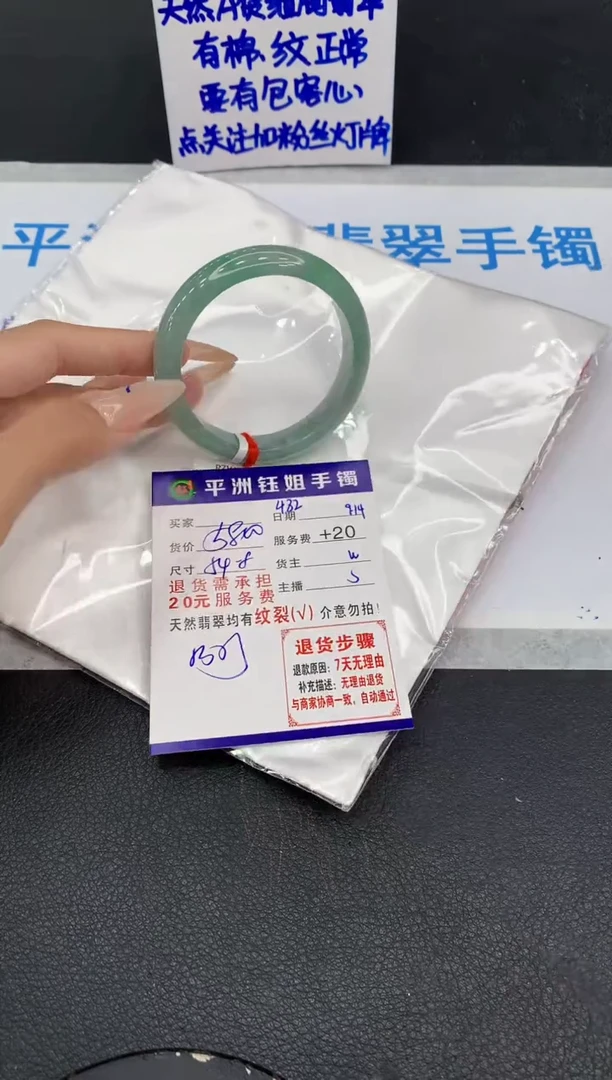 天然A货翡翠
有棉、纹正常
要有包容心
点关注加粉丝灯牌
平洲 翡翠手镯
平洲钰姐手镯
买家 日期 432 914
货价 5800 服务费 +20
尺寸 54 8 货主 W
退货需承担 主播 S
20元服务费
天然翡翠均有纹裂(√)介意勿拍!
退货步骤
退款原因:7天无理由
补充描述:无理由退货
与商家协商一致,自动通过